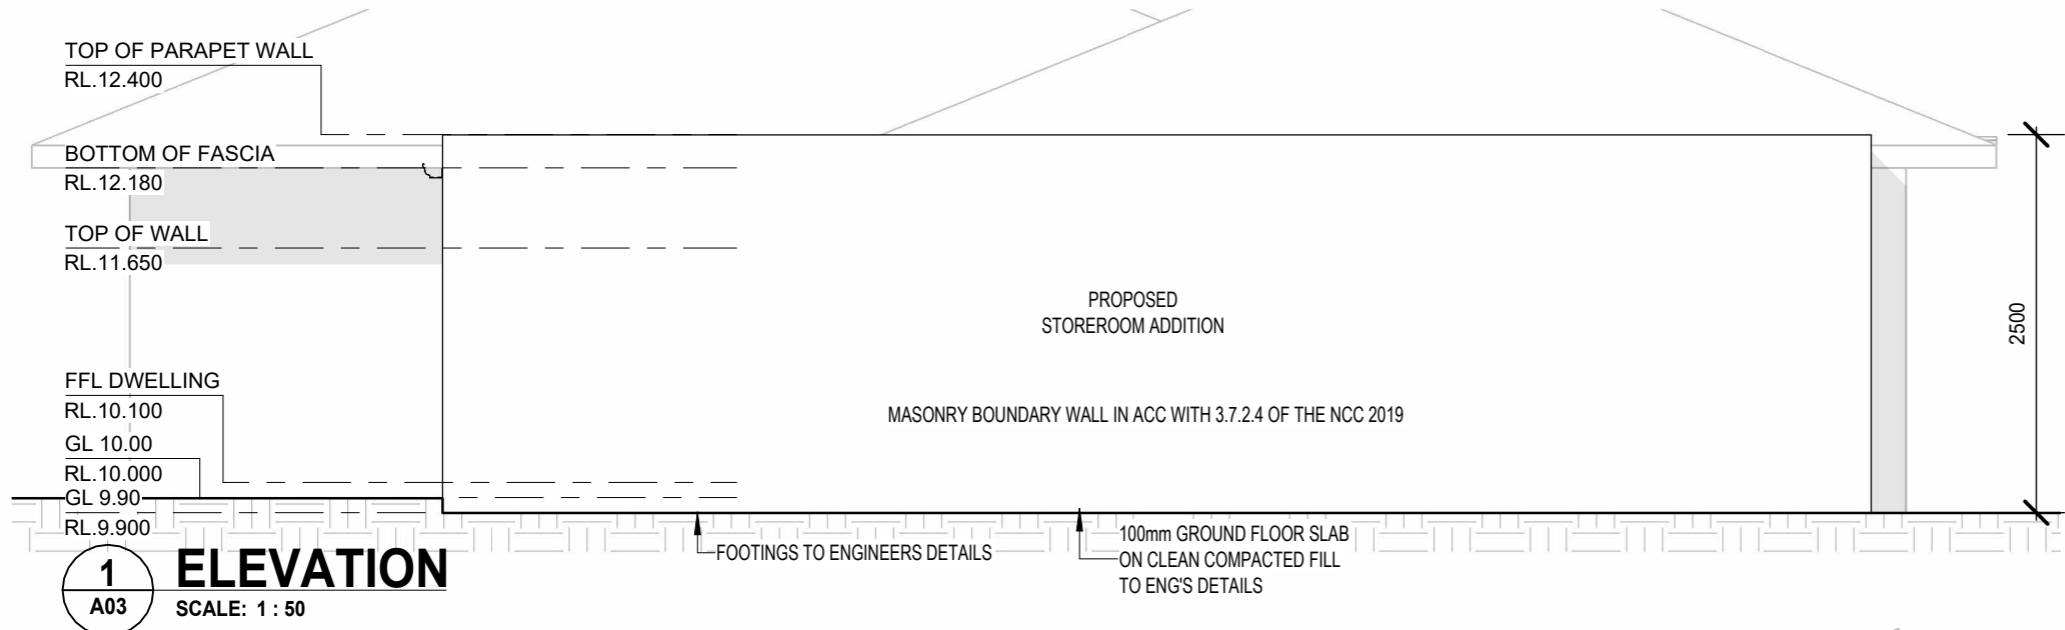 TOP OF PARAPET WALL
RL.12.400
BOTTOM OF FASCIA
RL.12.180
TOP OF WALL
RL.11.650
FFL DWELLING
RL.10.100
GL 10.00
RL.10.000
GL 9.90
RL.9.900
PROPOSED
STOREROOM ADDITION
MASONRY BOUNDARY WALL IN ACC WITH 3.7.2.4 OF THE NCC 2019
2500
FOOTINGS TO ENGINEERS DETAILS
100mm GROUND FLOOR SLAB
ON CLEAN COMPACTED FILL
TO ENG'S DETAILS
1
A03
ELEVATION
SCALE: 1 : 50